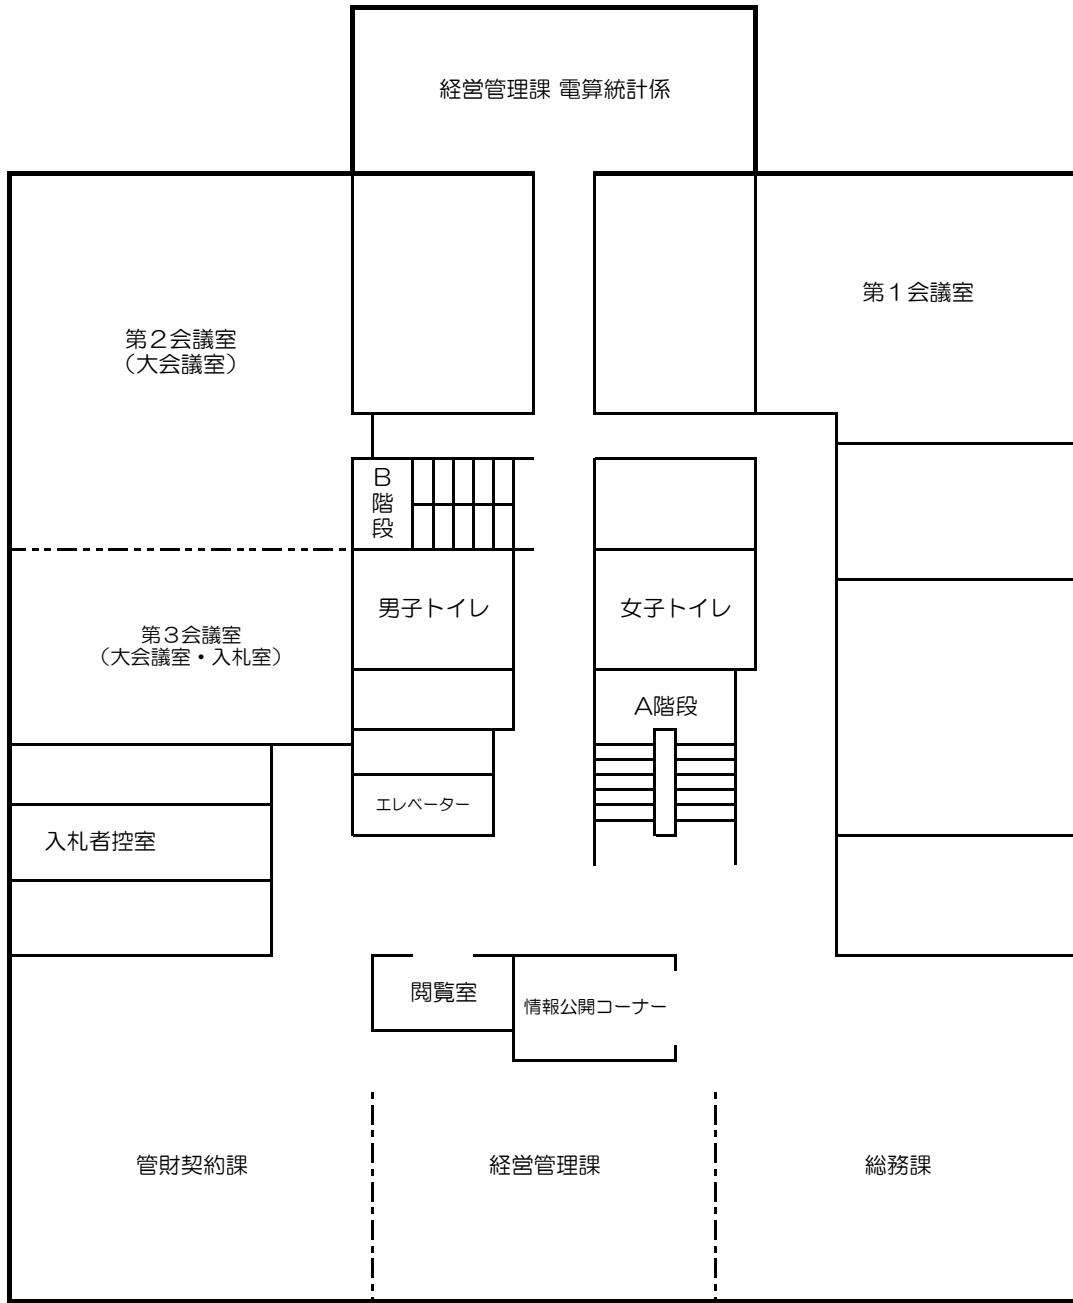 経営管理課 電算統計係
第１会議室
第２会議室
（大会議室）
B
階
段
男子トイレ
女子トイレ
第３会議室
（大会議室・入札室）
A階段
エレベーター
入札者控室
閲覧室
情報公開コーナー
管財契約課
経営管理課
総務課